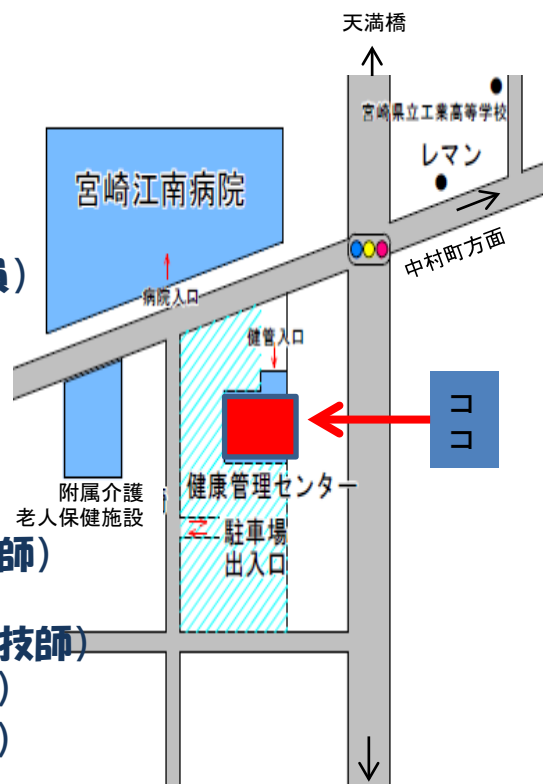 天満橋
宮崎県立工業高等学校
レマン
宮崎江南病院
中村町方面
員)
病院入口
健管入口
ココ
健康管理センター
附属介護
老人保健施設
駐車場
出入口
師)
技師)
)
)